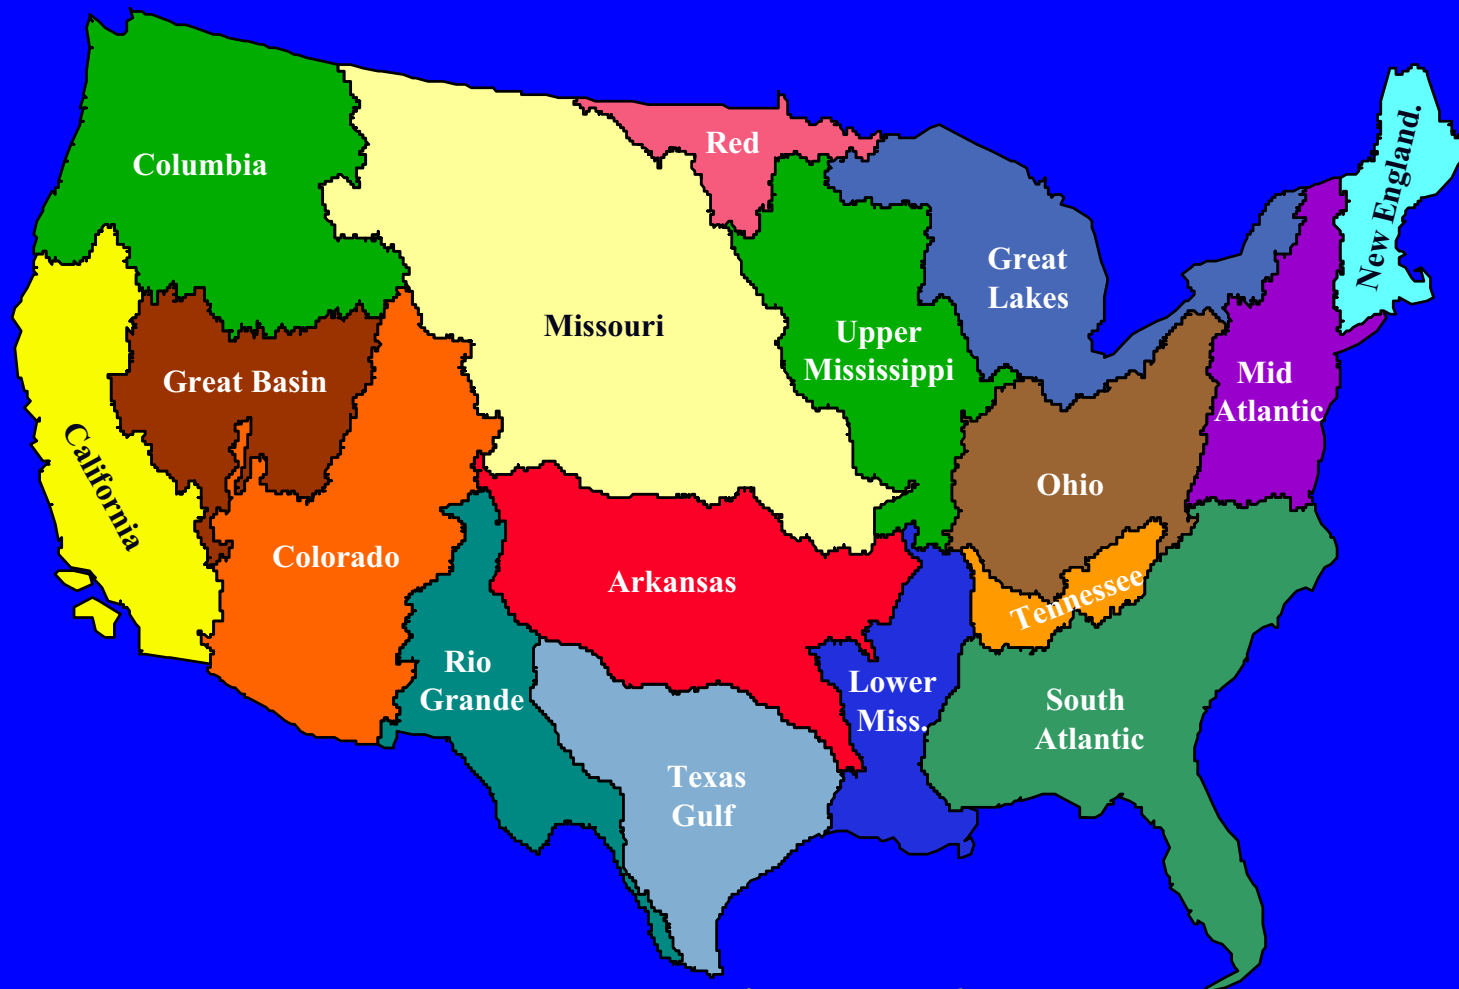 Red
New England.
Columbia
Great
Lakes
Missouri
Upper
Mississippi
Great Basin
Mid
Atlantic
California
Ohio
Colorado
Arkansas
Tennessee
Rio
Grande
Lower
Miss.
South
Atlantic
Texas
Gulf